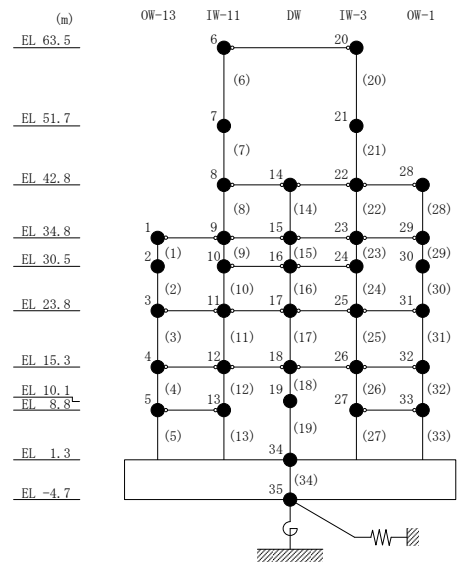 (m) OW-13 IW-11 DW IW-3 OW-1
EL 63.5 6 20
(6) (20)
EL 51.7 7 21
(7) (21)
EL 42.8 8 14 22 28
(8) (14) (22) (28)
EL 34.8 1 9 15 23 29
(1) (9) (15) (23) (29)
EL 30.5 2 10 16 24 30
(2) (10) (16) (24) (30)
EL 23.8 3 11 17 25 31
(3) (11) (17) (25) (31)
EL 15.3 4 12 18 26 32
(4) (12) (18) (26) (32)
EL 10.1 19
EL 8.8 5 13 27 33
(5) (13) (19) (27) (33)
EL 1.3 34
(34)
EL -4.7 35